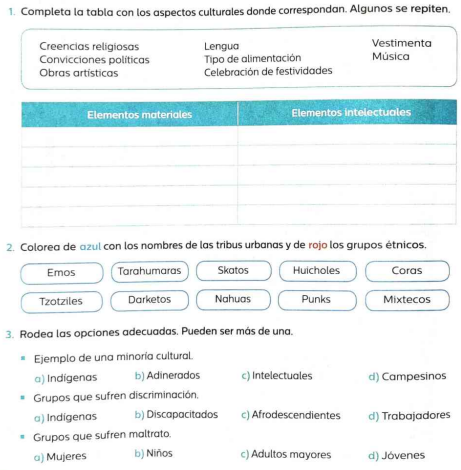 1. Completa la tabla con los aspectos culturales donde correspondan. Algunos se repiten.
Creencias religiosas Lengua Vestimenta
Convicciones políticas Tipo de alimentación Música
Obras artísticas Celebración de festividades
Elementos materiales Elementos intelectuales
2. Colorea de azul con los nombres de las tribus urbanas y de rojo los grupos étnicos.
Emos Tarahumaras Skatos Huicholes Coras
Tzotziles Darketos Nahuas Punks Mixtecos
3. Rodea las opciones adecuadas. Pueden ser más de una.
Ejemplo de una minoría cultural.
a) Indígenas b) Adinerados c) Intelectuales d) Campesinos
Grupos que sufren discriminación.
a) Indígenas b) Discapacitados c) Afrodescendientes d) Trabajadores
Grupos que sufren maltrato.
a) Mujeres b) Niños c) Adultos mayores d) Jóvenes